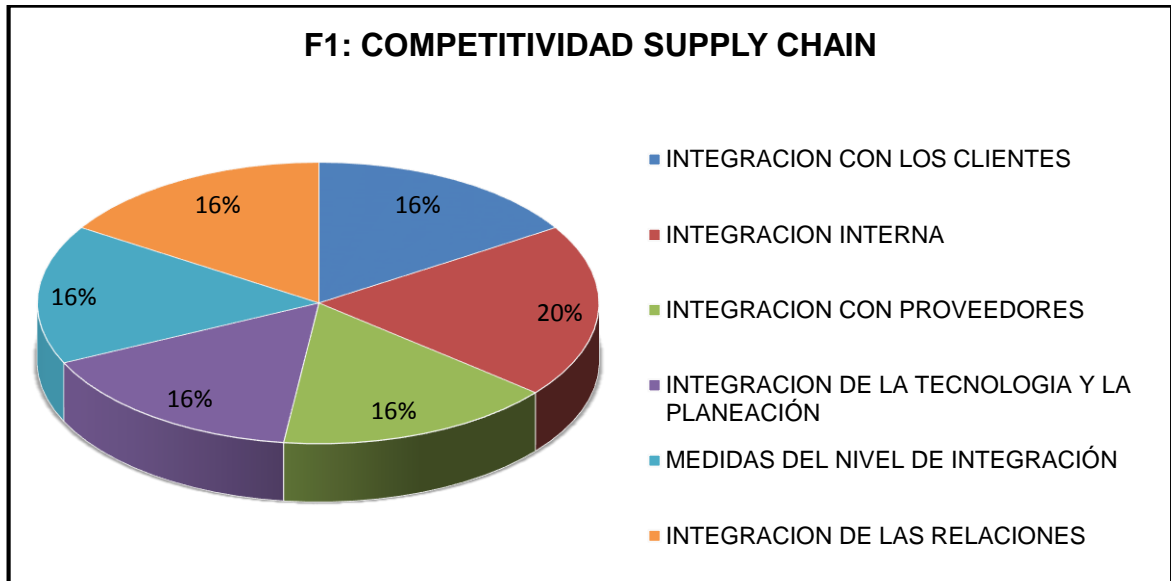 F1: COMPETITIVIDAD SUPPLY CHAIN
16%
16%
20%
16%
16%
16%
INTEGRACION CON LOS CLIENTES
INTEGRACION INTERNA
INTEGRACION CON PROVEEDORES
INTEGRACION DE LA TECNOLOGIA Y LA
PLANEACIÓN
MEDIDAS DEL NIVEL DE INTEGRACIÓN
INTEGRACION DE LAS RELACIONES